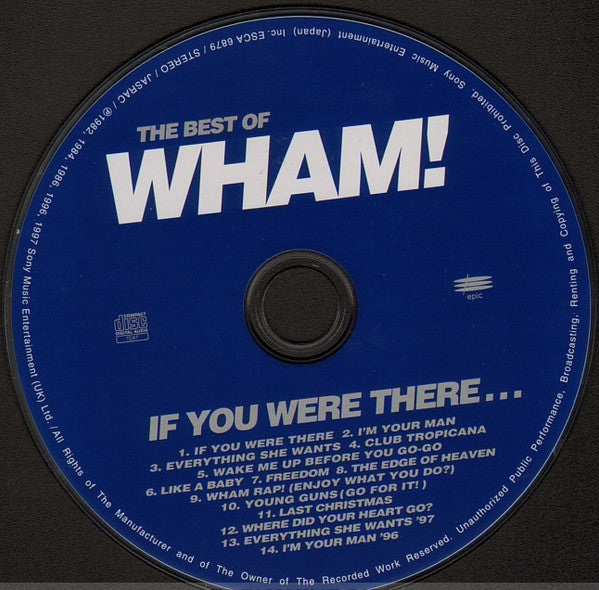 THE BEST OF
WHAM!
COMPACT
disc
DIGITAL AUDIO
TEXT
epic
IF YOU WERE THERE...
1. IF YOU WERE THERE 2. I'M YOUR MAN
3. EVERYTHING SHE WANTS 4. CLUB TROPICANA
5. WAKE ME UP BEFORE YOU GO-GO
6. LIKE A BABY 7. FREEDOM 8. THE EDGE OF HEAVEN
9. WHAM RAP! (ENJOY WHAT YOU DO?)
10. YOUNG GUNS (GO FOR IT!)
11. LAST CHRISTMAS
12. WHERE DID YOUR HEART GO?
13. EVERYTHING SHE WANTS '97
14. I'M YOUR MAN '96
℗1982, 1984, 1986, 1996, 1997 Sony Music Entertainment (UK) Ltd./All Rights of The Manufacturer and of The Owner of The Recorded Work Reserved. Unauthorized Public Performance, Broadcasting, Renting and Copying of This Disc Prohibited. Sony Music Entertainment (Japan) Inc. ESCA 6879 / STEREO / JASRAC /